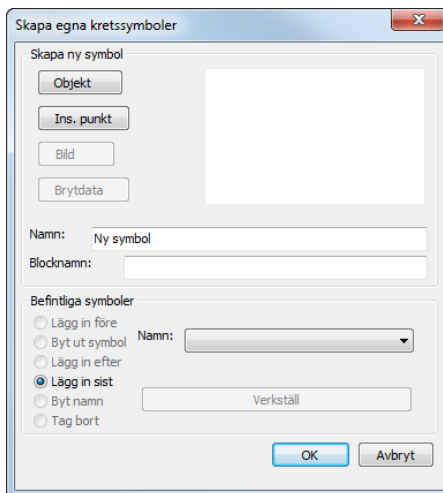 Skapa egna kretssymboler
Skapa ny symbol
Objekt
Ins. punkt
Bild
Brytdata
Namn: Ny symbol
Blocknamn:
Befintliga symboler
Lägg in före
Byt ut symbol Namn:
Lägg in efter
Lägg in sist
Byt namn Verkställ
Tag bort
OK Avbryt